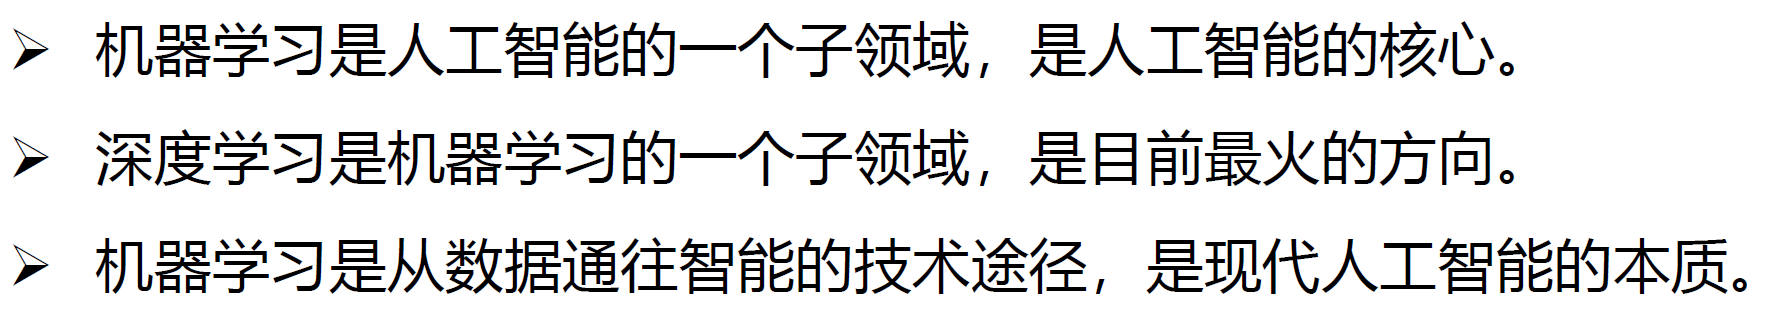 ➢ 机器学习是人工智能的一个子领域，是人工智能的核心。
➢ 深度学习是机器学习的一个子领域，是目前最火的方向。
➢ 机器学习是从数据通往智能的技术途径，是现代人工智能的本质。